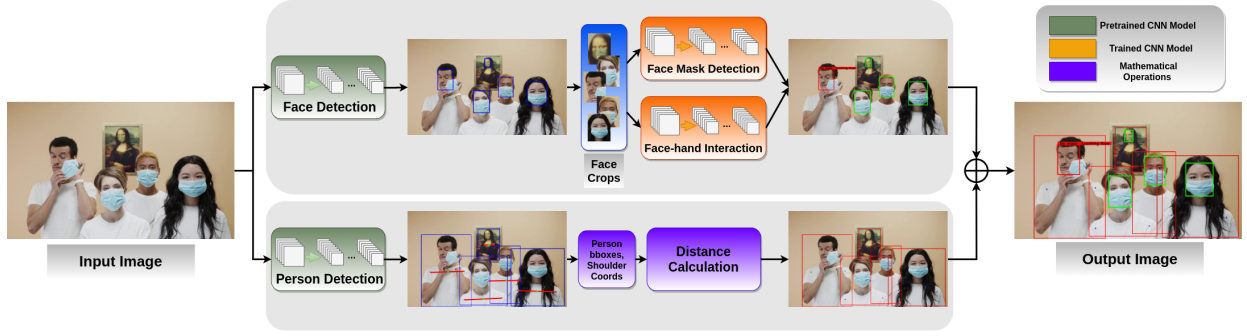 Pretrained CNN Model
Trained CNN Model
Mathematical
Operations
Face Detection
Face Mask Detection
Face-hand Interaction
Face
Crops
Input Image
Person Detection
Person
bboxes,
Shoulder
Coords
Distance
Calculation
Output Image